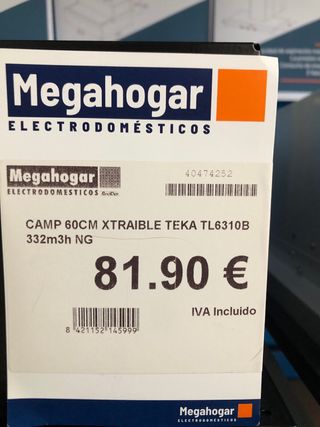 Megahogar
ELECTRODOMÉSTICOS
Megahogar
ELECTRODOMESTICOS
40474252
CAMP 60CM XTRAIBLE TEKA TL6310B
332m3h NG
81.90 €
IVA Incluido
8 421152 145999
Megahogar
ELECTRODOMÉSTICOS